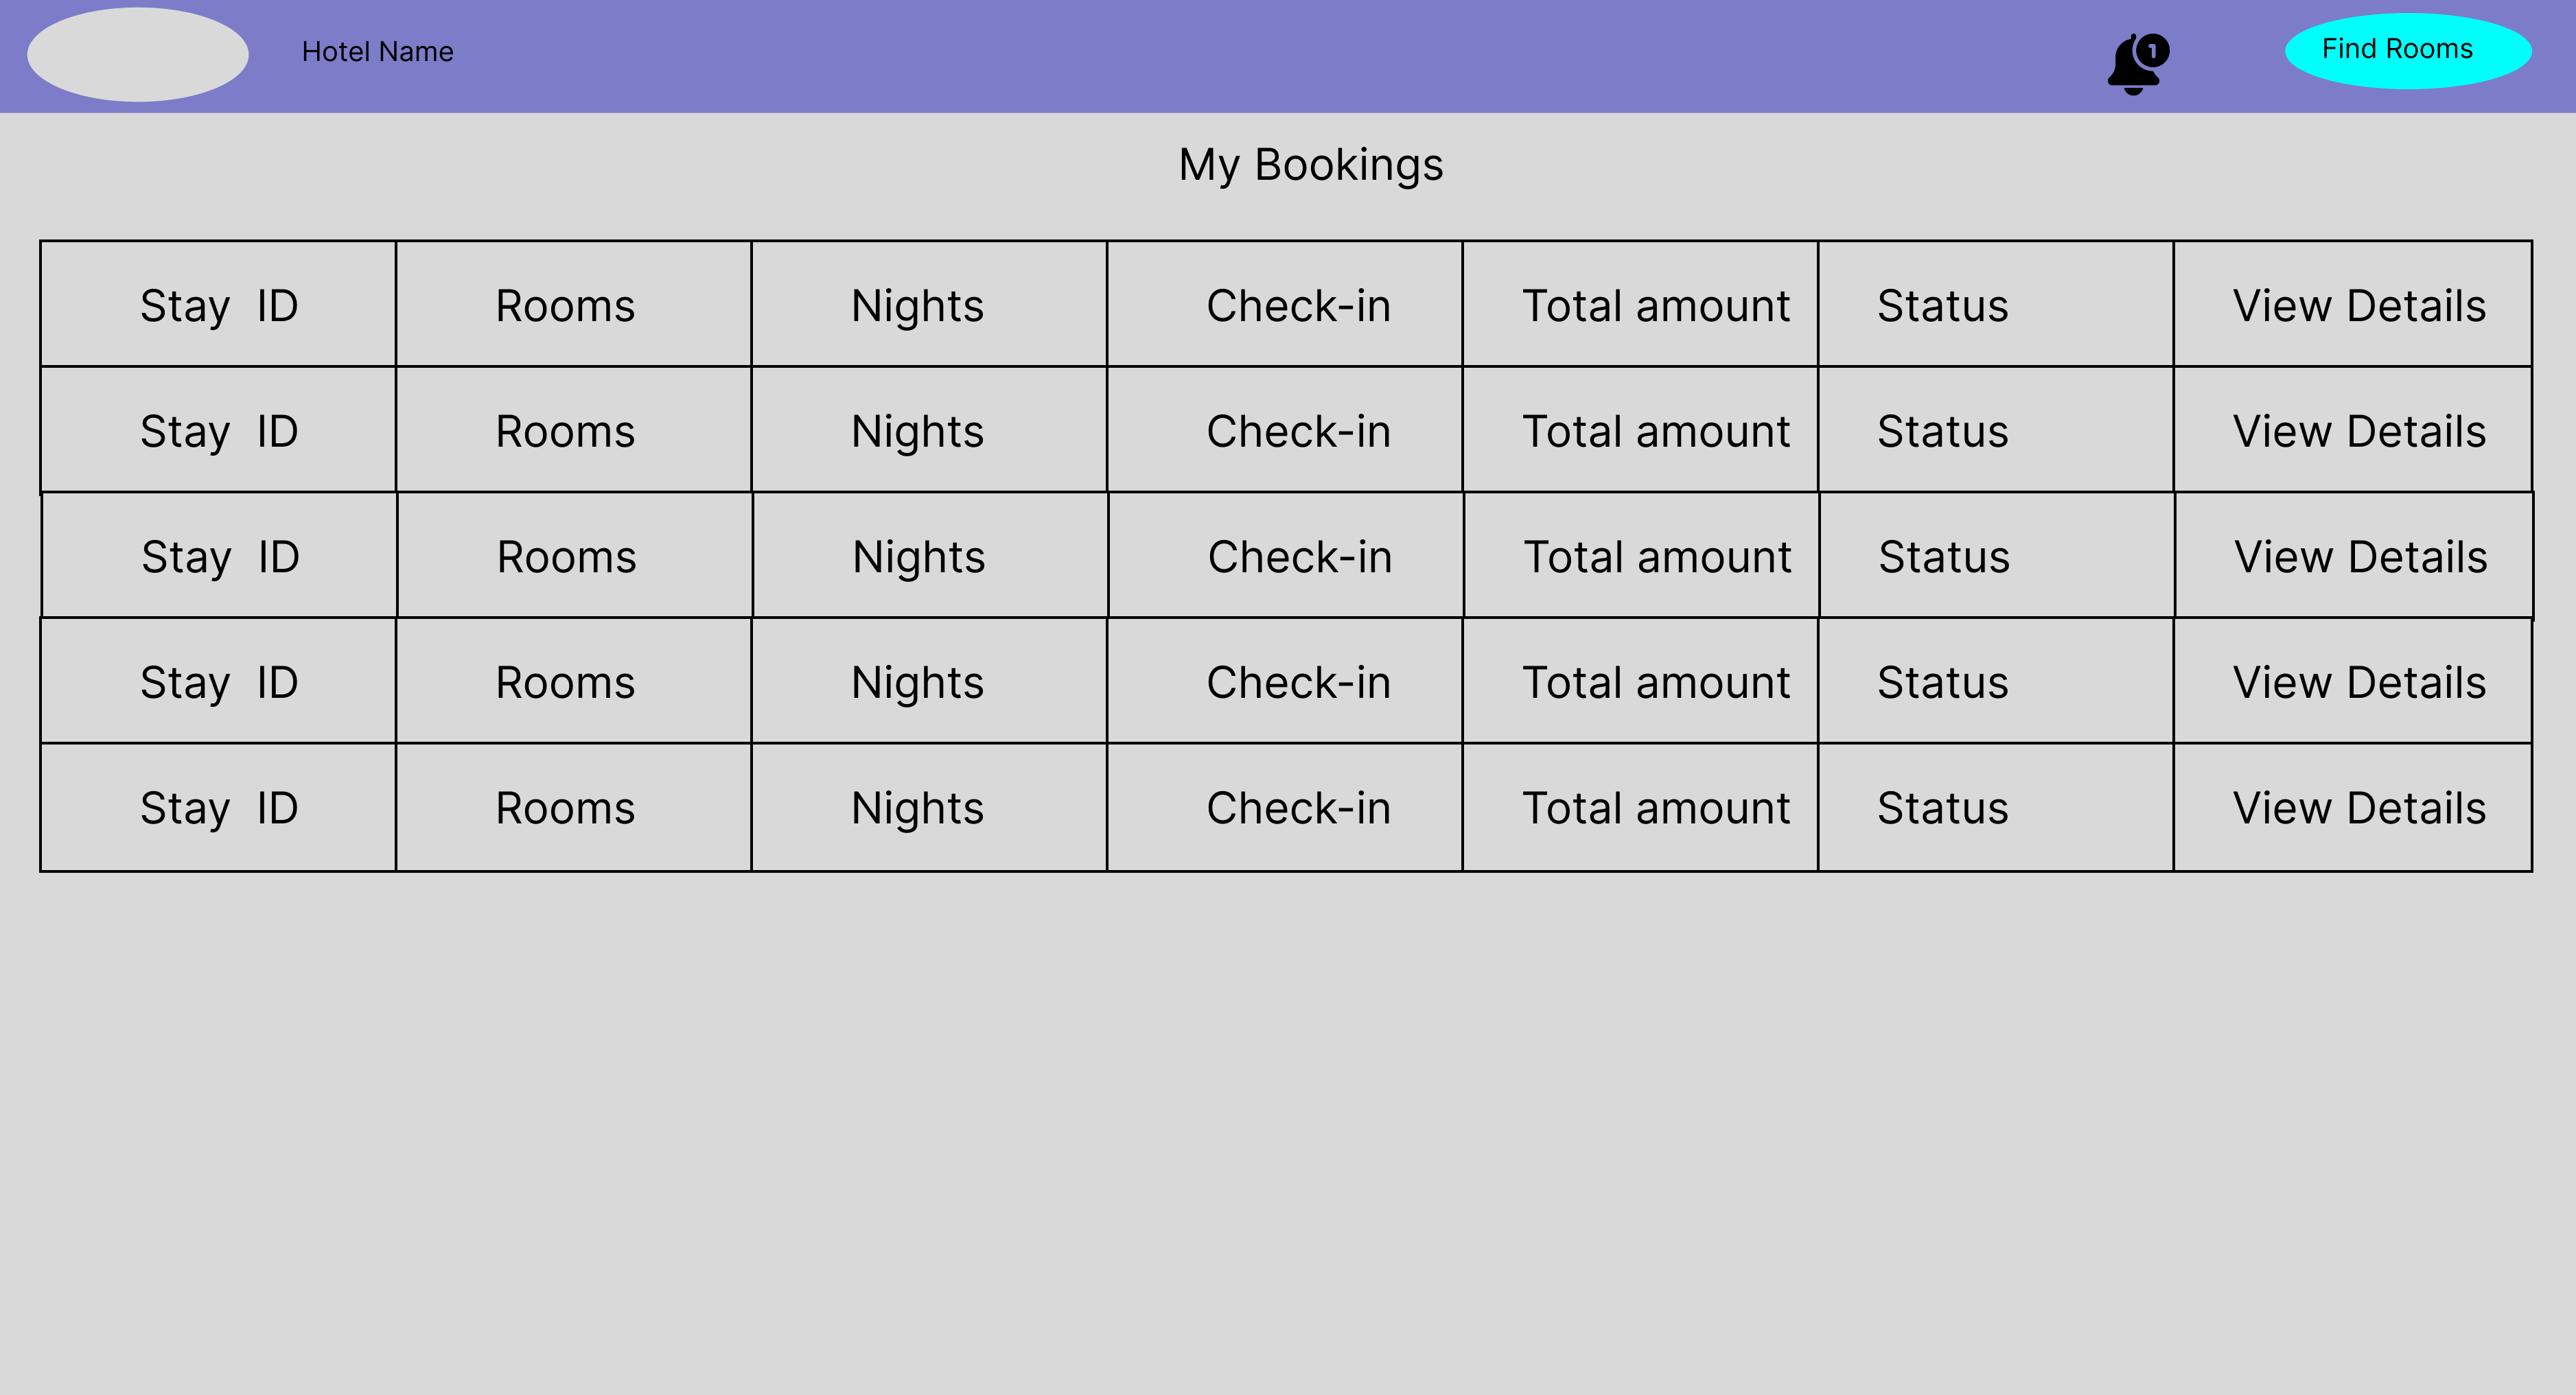 Hotel Name
1
Find Rooms
My Bookings
Stay  ID Rooms Nights Check-in Total amount Status View Details
Stay  ID Rooms Nights Check-in Total amount Status View Details
Stay  ID Rooms Nights Check-in Total amount Status View Details
Stay  ID Rooms Nights Check-in Total amount Status View Details
Stay  ID Rooms Nights Check-in Total amount Status View Details